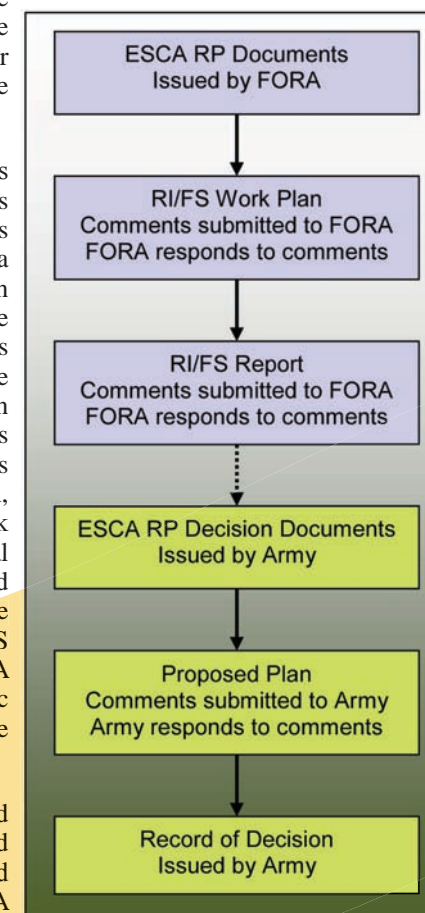 ESCA RP Documents
Issued by FORA
RI/FS Work Plan
Comments submitted to FORA
FORA responds to comments
RI/FS Report
Comments submitted to FORA
FORA responds to comments
ESCA RP Decision Documents
Issued by Army
Proposed Plan
Comments submitted to Army
Army responds to comments
Record of Decision
Issued by Army